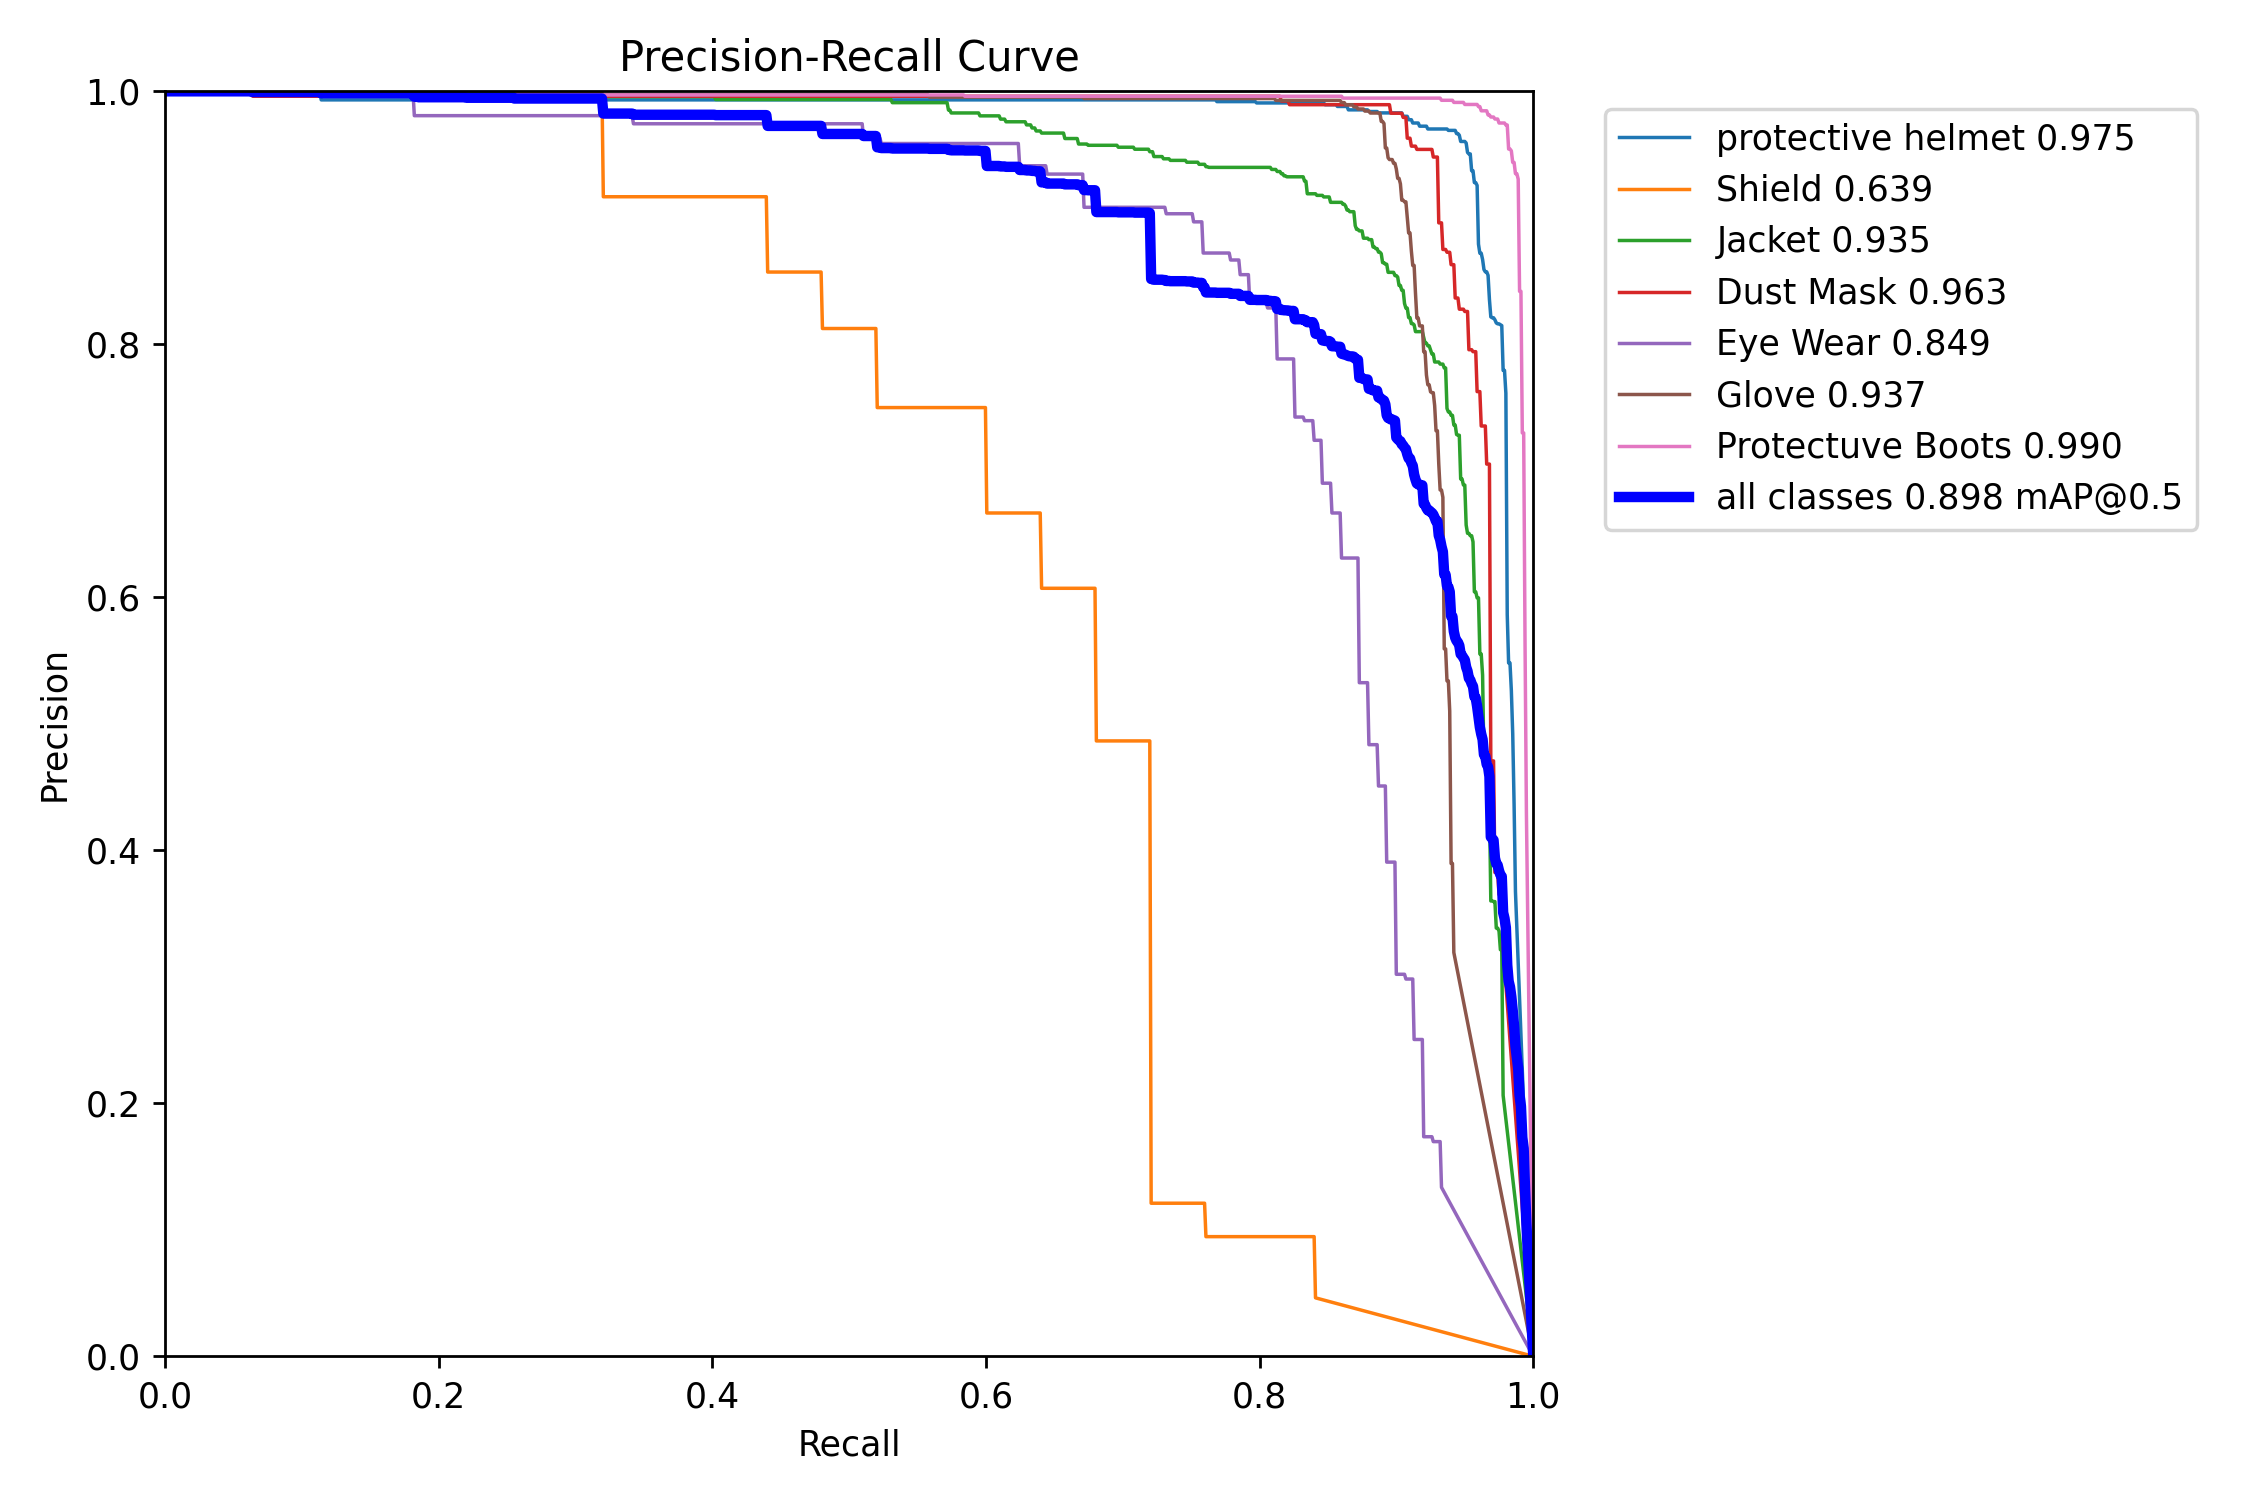 Precision-Recall Curve
1.0
0.8
0.6
0.4
0.2
0.0
Precision
0.0 0.2 0.4 0.6 0.8 1.0
Recall
protective helmet 0.975
Shield 0.639
Jacket 0.935
Dust Mask 0.963
Eye Wear 0.849
Glove 0.937
Protectuve Boots 0.990
all classes 0.898 mAP@0.5